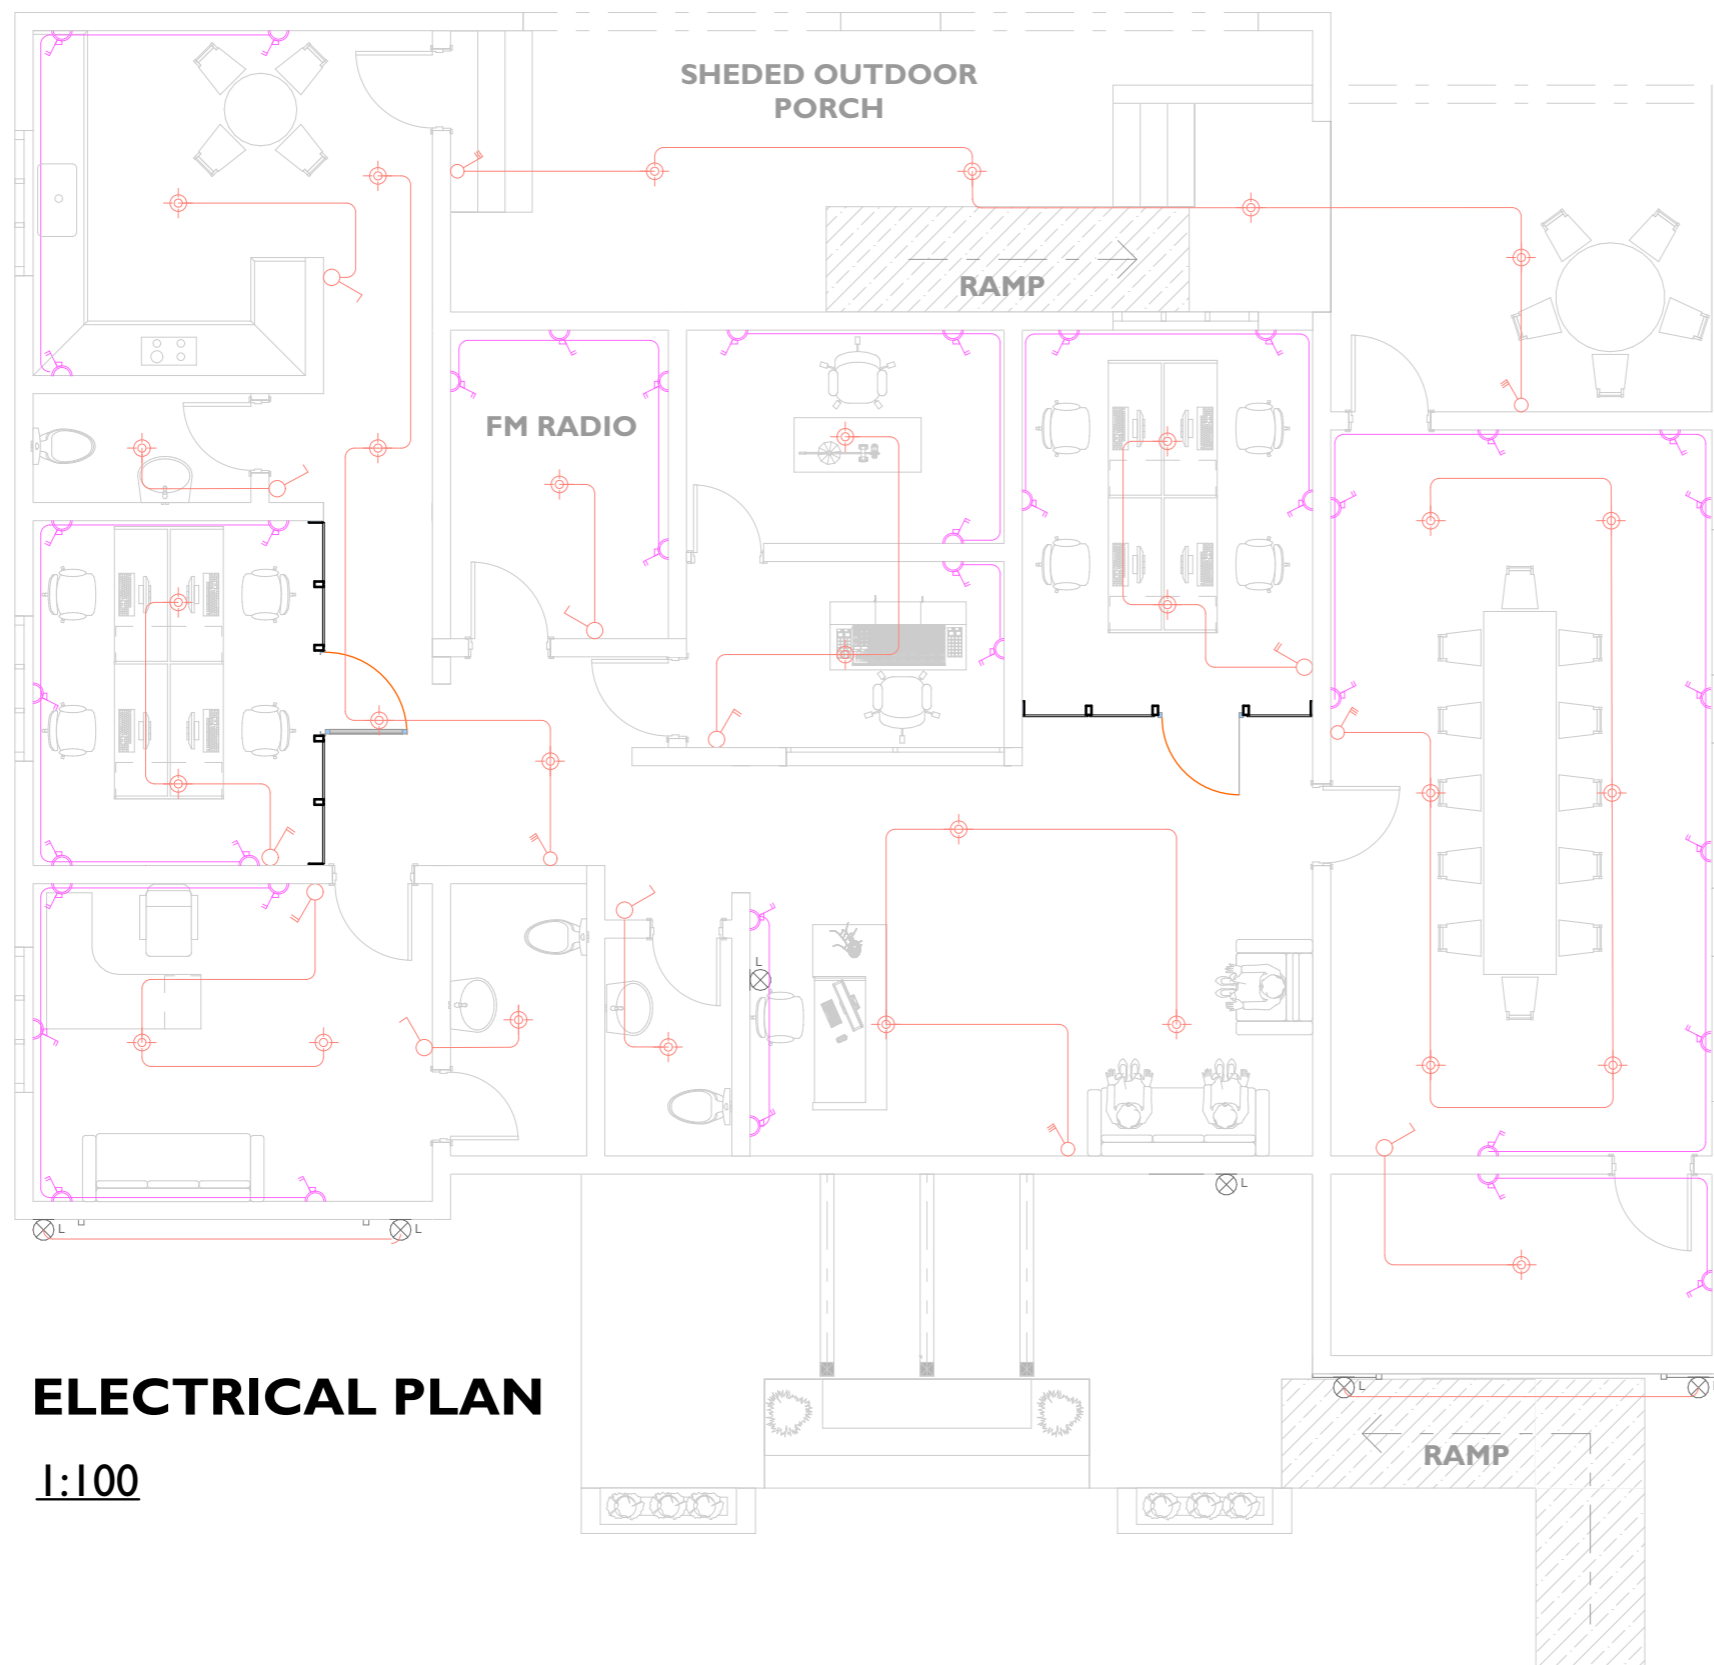 SHEDED OUTDOOR
PORCH
RAMP
FM RADIO
L
L
L
L
L
L
ELECTRICAL PLAN
RAMP
1:100